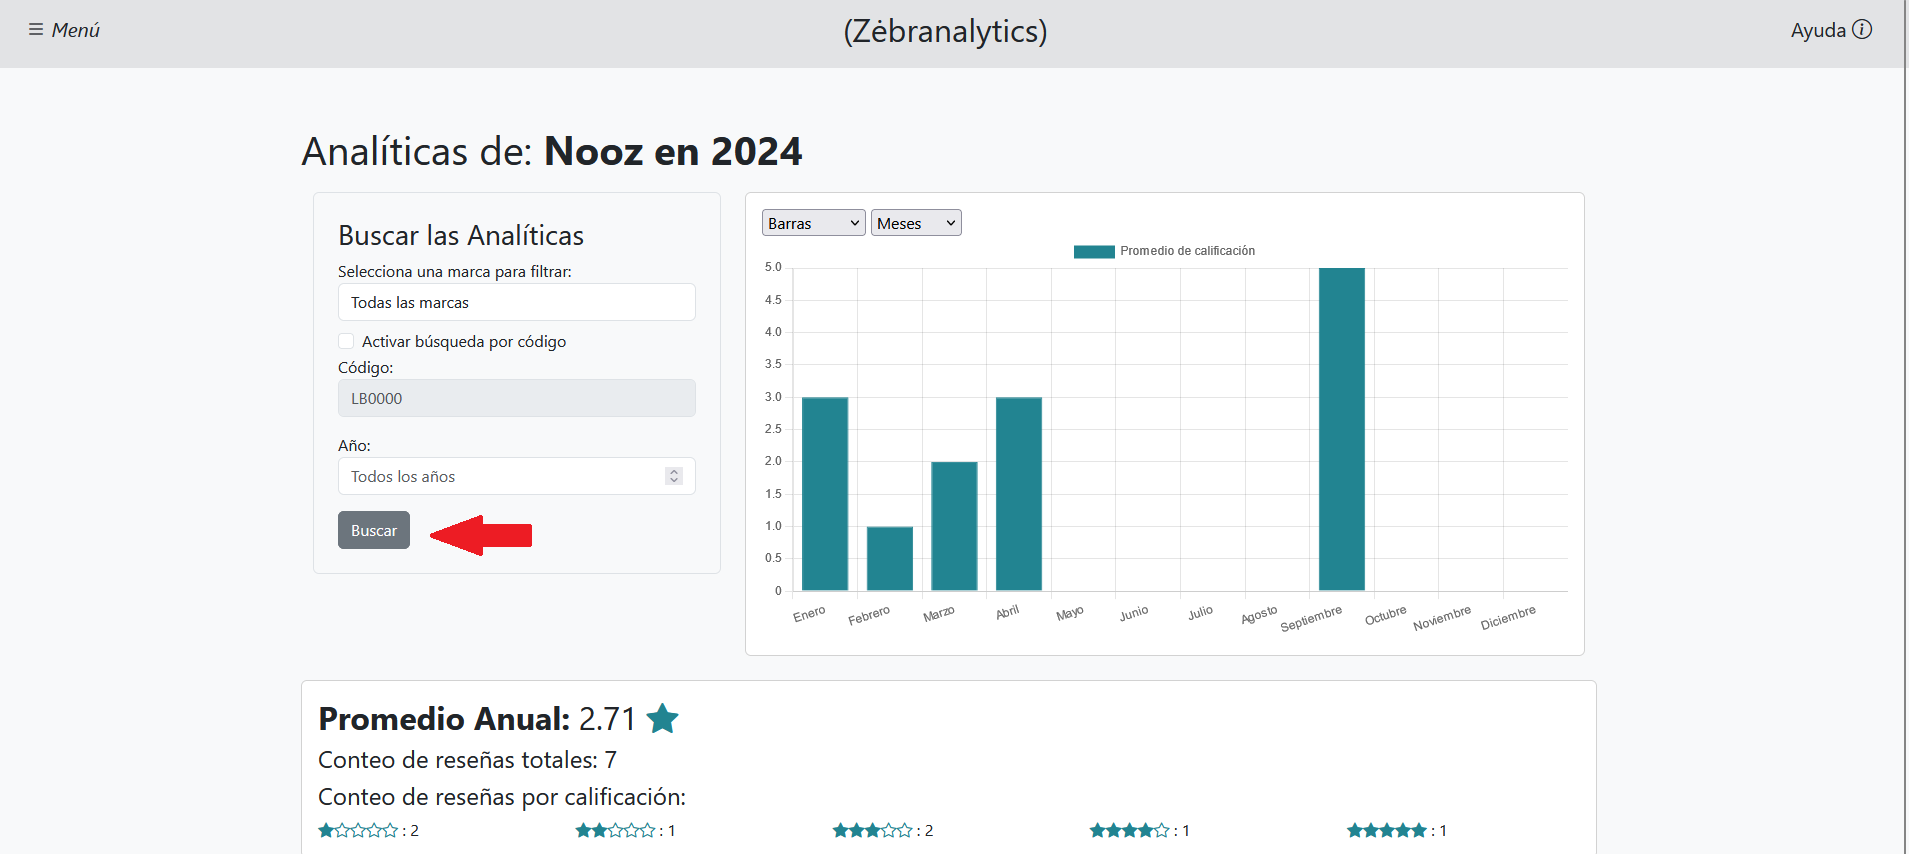 Menú
(Zėbranalytics)
Ayuda
Analíticas de: Nooz en 2024
Buscar las Analíticas
Selecciona una marca para filtrar:
Todas las marcas
Activar búsqueda por código
Código:
LB0000
Año:
Todos los años
Buscar
Barras Meses
Promedio de calificación
5.0
4.5
4.0
3.5
3.0
2.5
2.0
1.5
1.0
0.5
0
Enero Febrero Marzo Abril Mayo Junio Julio Agosto Septiembre Octubre Noviembre Diciembre
Promedio Anual: 2.71
Conteo de reseñas totales: 7
Conteo de reseñas por calificación:
: 2 : 1 : 2 : 1 : 1